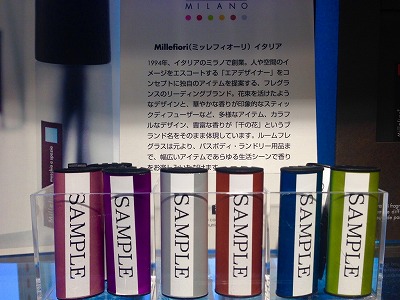 MILANO
Millefiori(ミッレフィオーリ) イタリア
1994年、イタリアのミラノで創業。人や空間のイ
メージをエスコートする「エアデザイナー」をコ
ンセプトに独自のアイテムを提案する、フレグラ
ンスのリーディングブランド。花束を活けたよう
なデザインと、華やかな香りが印象的なスティッ
クディフューザーなど、多様なアイテム、カラフ
ルなデザイン、豊富な香りが「千の花」というブ
ランド名をそのまま体現しています。ルームフレ
グランスは元より、バスボディ・ランドリー用品ま
で、幅広いアイテムであらゆる生活シーンで香り
SAMPLE
SAMPLE
SAMPLE
SAMPLE
SAMPLE
SAMPLE